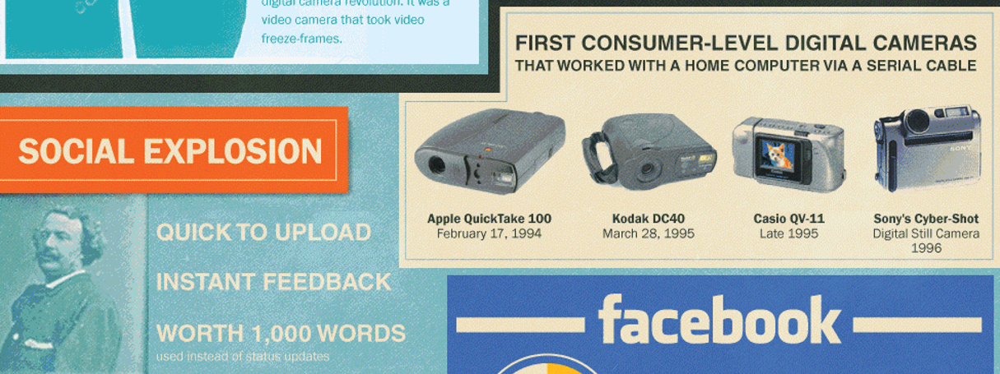 digital camera revolution. It was a
video camera that took video
freeze-frames.
FIRST CONSUMER-LEVEL DIGITAL CAMERAS
THAT WORKED WITH A HOME COMPUTER VIA A SERIAL CABLE
SOCIAL EXPLOSION
SONY
Apple QuickTake 100
February 17, 1994
Kodak DC40
March 28, 1995
Casio QV-11
Late 1995
Sony's Cyber-Shot
Digital Still Camera
1996
QUICK TO UPLOAD
INSTANT FEEDBACK
WORTH 1,000 WORDS
used instead of status updates
facebook